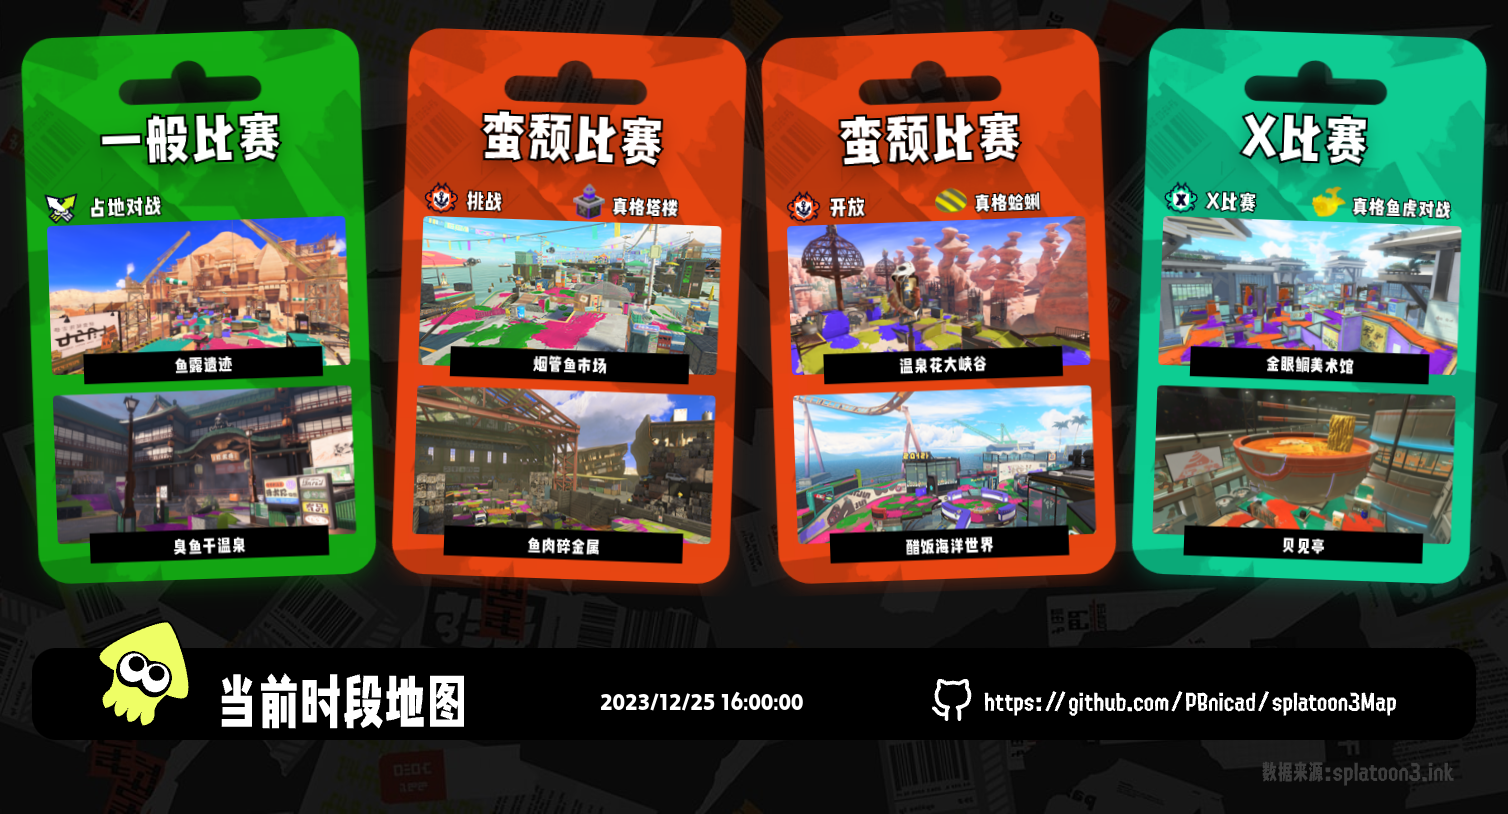 一般比赛
占地对战
鱼露遗迹
臭鱼干温泉
蛮颓比赛
挑战
真格塔楼
烟管鱼市场
鱼肉碎金属
蛮颓比赛
开放
真格蛤蜊
温泉花大峡谷
醋饭海洋世界
X比赛
X比赛
真格鱼虎对战
金眼鲷美术馆
贝见亭
当前时段地图
2023/12/25 16:00:00
https://github.com/PBnicad/splatoon3Map
数据来源:splatoon3.ink